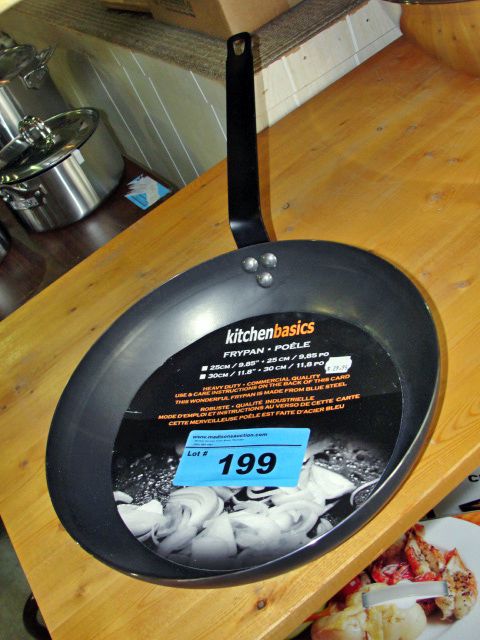 kitchenbasics
FRYPAN • POÊLE
25CM / 9.85" • 25 CM / 9,85 PO
30CM / 11.8" • 30 CM / 11,8 PO
HEAVY DUTY • COMMERCIAL QUALITY
USE & CARE INSTRUCTIONS ON THE BACK OF THIS CARD
THIS WONDERFUL FRYPAN IS MADE FROM BLUE STEEL
ROBUSTE • QUALITÉ INDUSTRIELLE
MODE D'EMPLOI ET INSTRUCTIONS AU VERSO DE CETTE CARTE
CETTE MERVEILLEUSE POÊLE EST FAITE D'ACIER BLEU
www.madsonsauction.com
Lot # 199